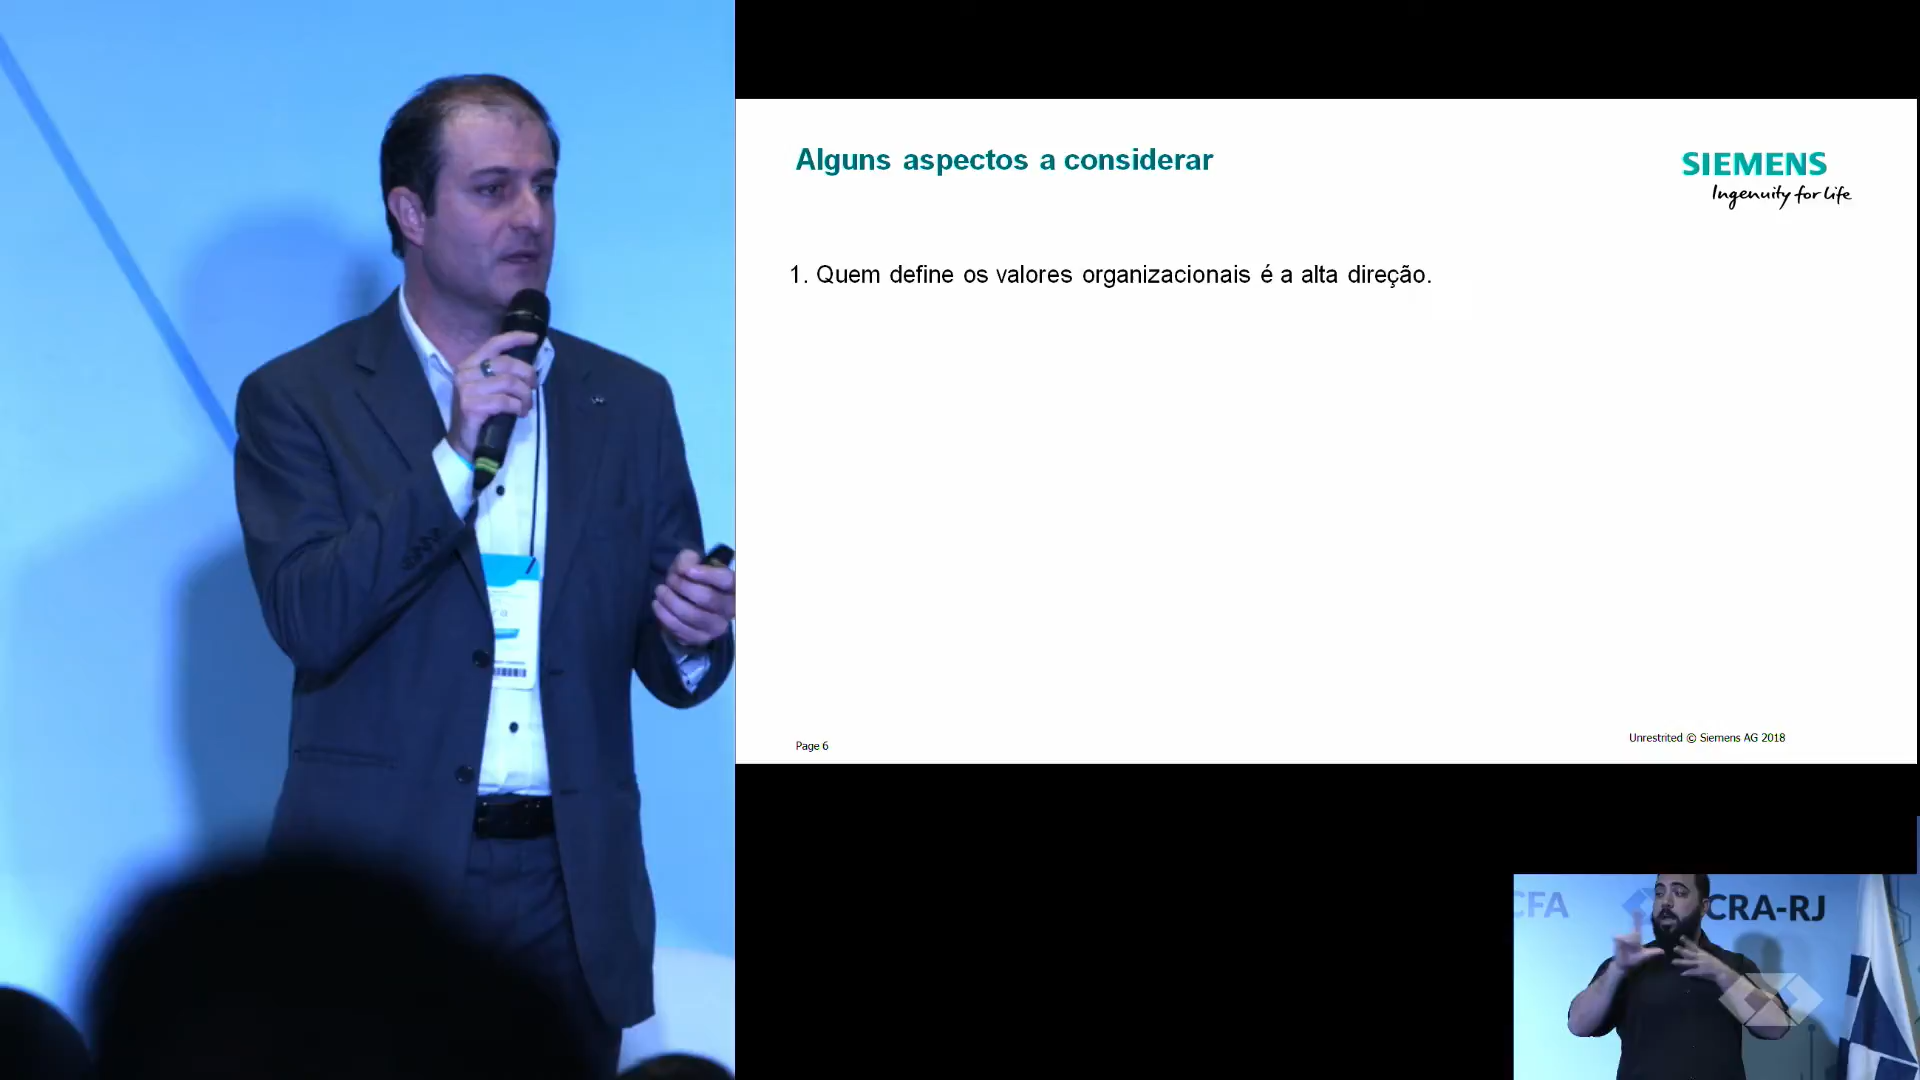 Alguns aspectos a considerar
SIEMENS
Ingenuity for life
1. Quem define os valores organizacionais é a alta direção.
Page 6
Unrestrited © Siemens AG 2018
CFA
CRA-RJ